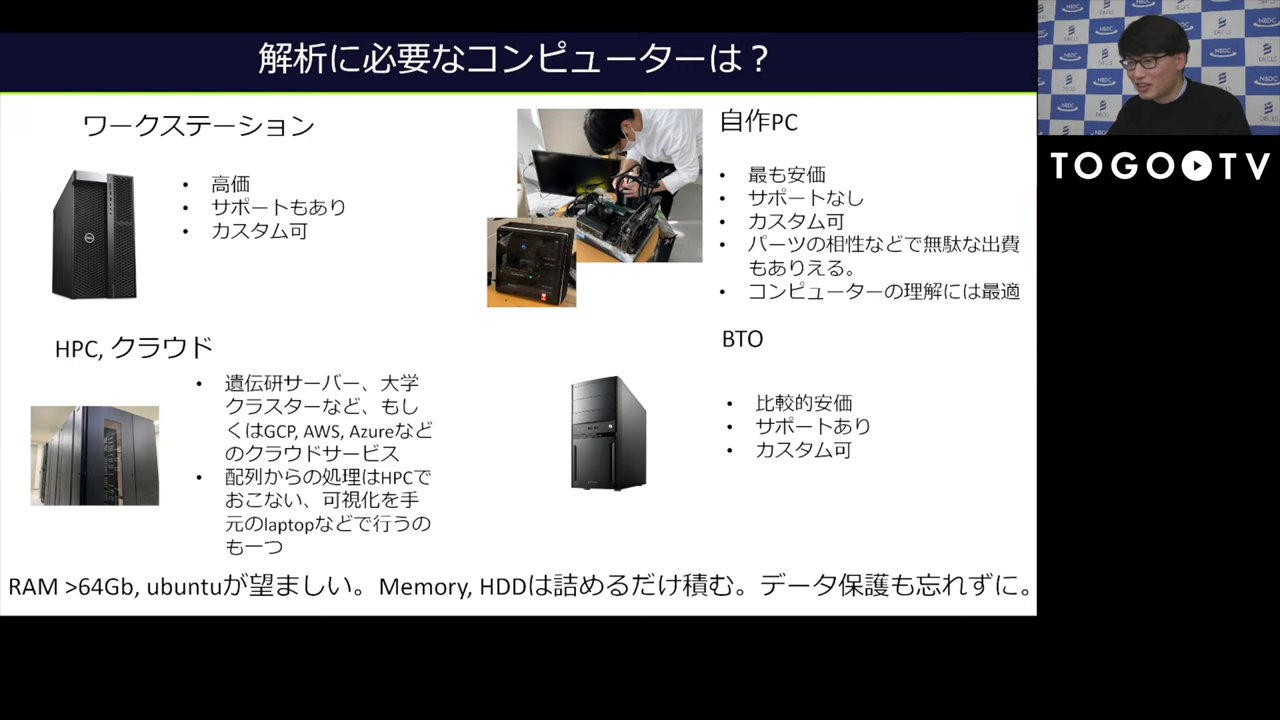 解析に必要なコンピューターは？
ワークステーション
• 高価
• サポートもあり
• カスタム可
自作PC
• 最も安価
• サポートなし
• カスタム可
• パーツの相性などで無駄な出費
もありえる。
• コンピューターの理解には最適
HPC, クラウド
• 遺伝研サーバー、大学
クラスターなど、もし
くはGCP, AWS, Azureなど
のクラウドサービス
• 配列からの処理はHPCで
おこない、可視化を手
元のlaptopなどで行うの
も一つ
BTO
• 比較的安価
• サポートあり
• カスタム可
RAM >64Gb, ubuntuが望ましい。Memory, HDDは詰めるだけ積む。データ保護も忘れずに。
NBDC
DBCLS
TOGO TV
DELL